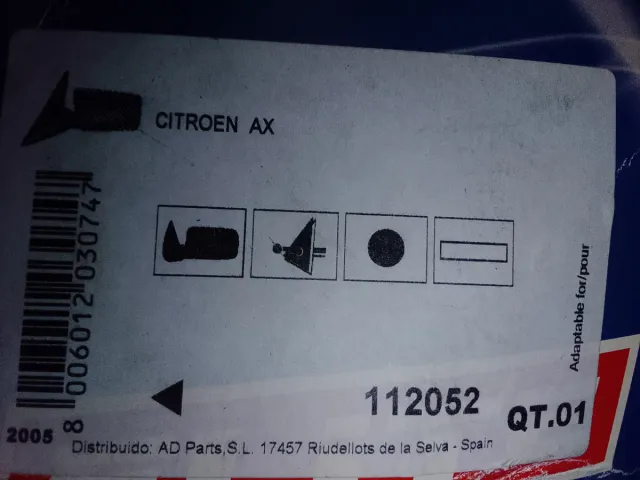 CITROEN AX
8 006012 030747
Adaptable for/pour
112052
QT.01
2005
Distribuido: AD Parts,S.L. 17457 Riudellots de la Selva - Spain